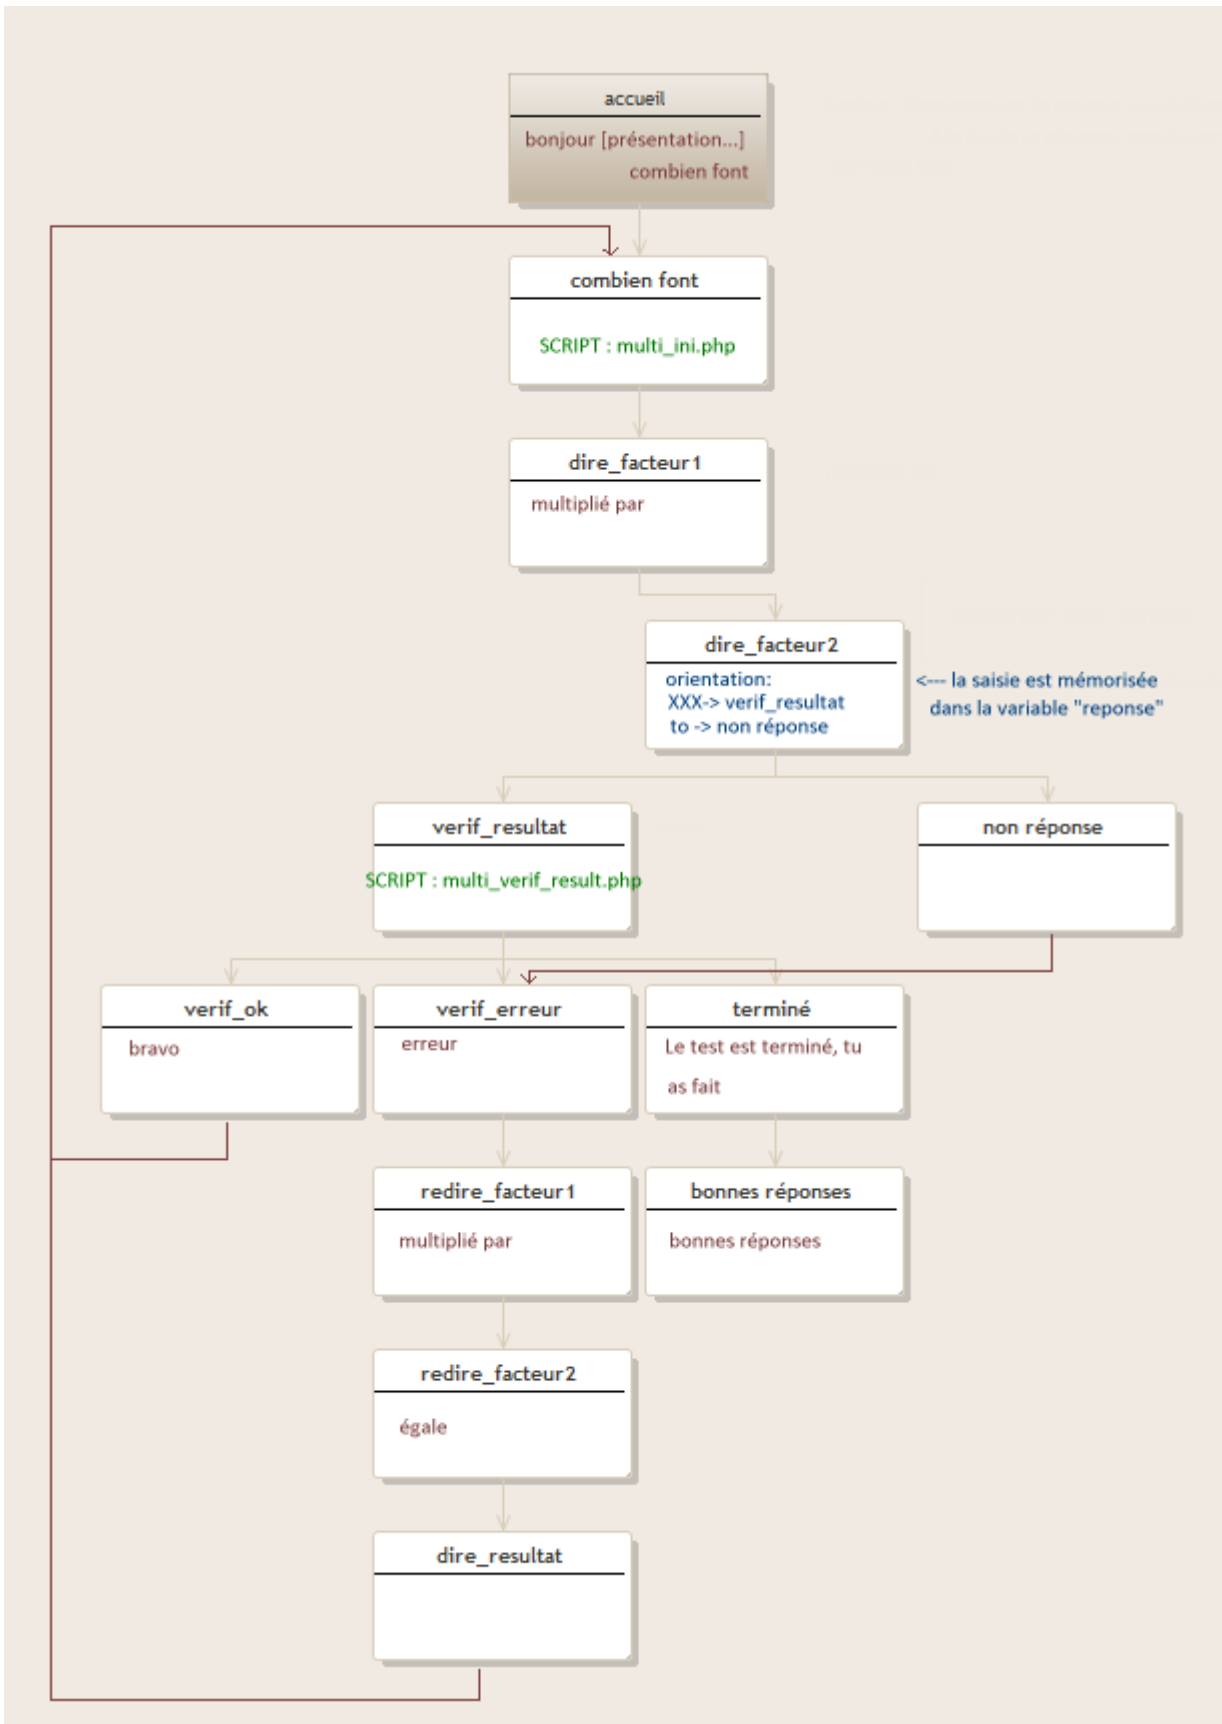 accueil
bonjour [présentation...]
combien font
combien font
SCRIPT : multi_ini.php
dire_facteur1
multiplié par
dire_facteur2
orientation:
XXX-> verif_resultat
to -> non réponse
<--- la saisie est mémorisée
dans la variable "reponse"
verif_resultat
SCRIPT : multi_verif_result.php
non réponse
verif_ok
bravo
verif_erreur
erreur
terminé
Le test est terminé, tu
as fait
redire_facteur1
multiplié par
bonnes réponses
bonnes réponses
redire_facteur2
égale
dire_resultat